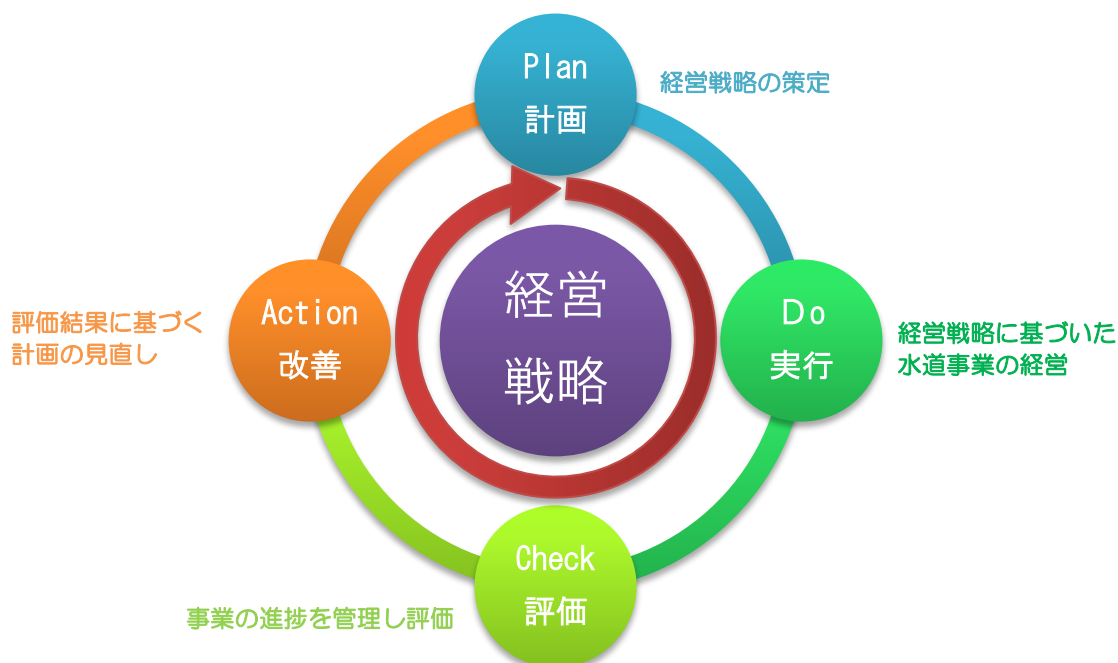 Plan
計画
経営戦略の策定
Do
実行
経営戦略に基づいた
水道事業の経営
Check
評価
事業の進捗を管理し評価
Action
改善
評価結果に基づく
計画の見直し
経営
戦略